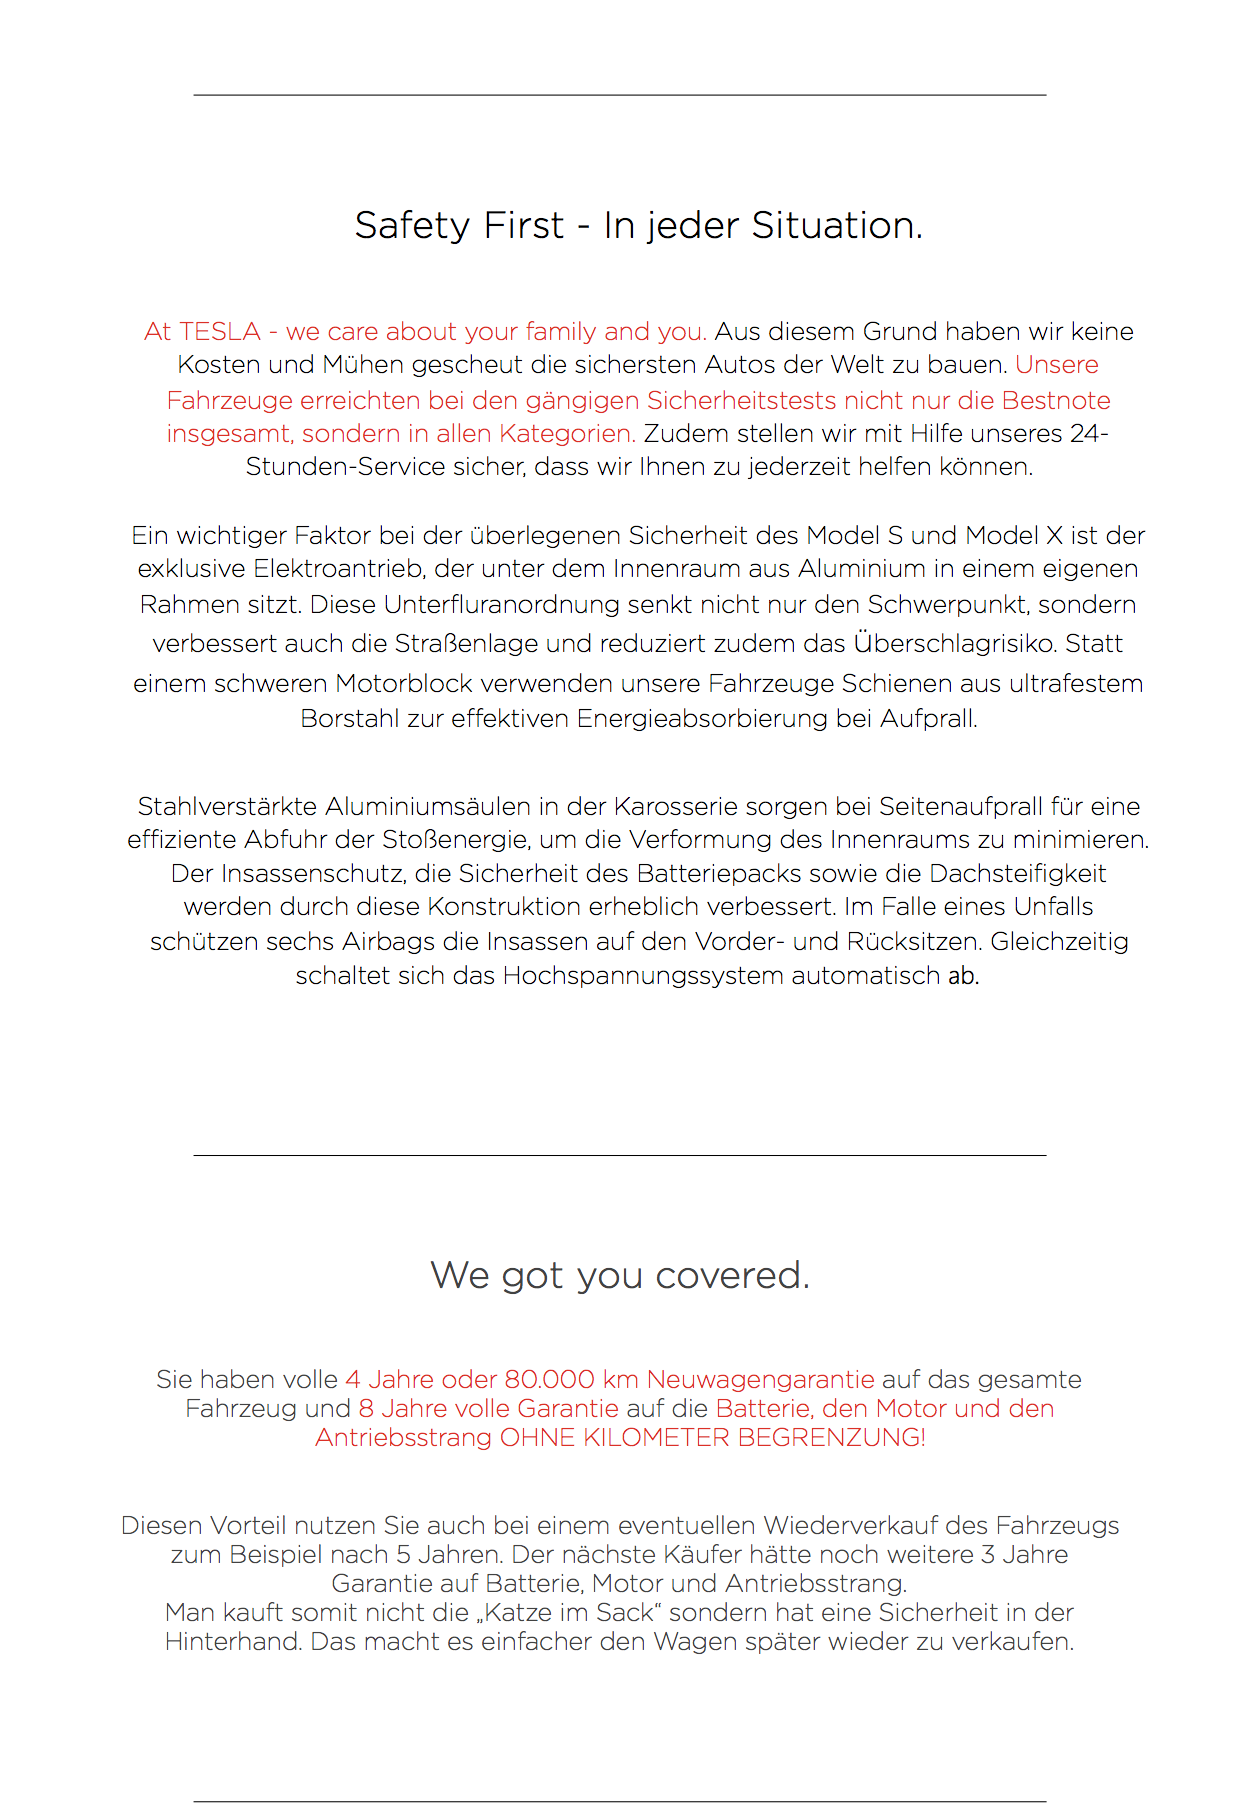 Safety First - In jeder Situation.
At TESLA - we care about your family and you. Aus diesem Grund haben wir keine
Kosten und Mühen gescheut die sichersten Autos der Welt zu bauen. Unsere
Fahrzeuge erreichten bei den gängigen Sicherheitstests nicht nur die Bestnote
insgesamt, sondern in allen Kategorien. Zudem stellen wir mit Hilfe unseres 24-
Stunden-Service sicher, dass wir Ihnen zu jederzeit helfen können.
Ein wichtiger Faktor bei der überlegenen Sicherheit des Model S und Model X ist der
exklusive Elektroantrieb, der unter dem Innenraum aus Aluminium in einem eigenen
Rahmen sitzt. Diese Unterfluranordnung senkt nicht nur den Schwerpunkt, sondern
verbessert auch die Straßenlage und reduziert zudem das Überschlagrisiko. Statt
einem schweren Motorblock verwenden unsere Fahrzeuge Schienen aus ultrafestem
Borstahl zur effektiven Energieabsorbierung bei Aufprall.
Stahlverstärkte Aluminiumsäulen in der Karosserie sorgen bei Seitenaufprall für eine
effiziente Abfuhr der Stoßenergie, um die Verformung des Innenraums zu minimieren.
Der Insassenschutz, die Sicherheit des Batteriepacks sowie die Dachsteifigkeit
werden durch diese Konstruktion erheblich verbessert. Im Falle eines Unfalls
schützen sechs Airbags die Insassen auf den Vorder- und Rücksitzen. Gleichzeitig
schaltet sich das Hochspannungssystem automatisch ab.
We got you covered.
Sie haben volle 4 Jahre oder 80.000 km Neuwagengarantie auf das gesamte
Fahrzeug und 8 Jahre volle Garantie auf die Batterie, den Motor und den
Antriebsstrang OHNE KILOMETER BEGRENZUNG!
Diesen Vorteil nutzen Sie auch bei einem eventuellen Wiederverkauf des Fahrzeugs
zum Beispiel nach 5 Jahren. Der nächste Käufer hätte noch weitere 3 Jahre
Garantie auf Batterie, Motor und Antriebsstrang.
Man kauft somit nicht die „Katze im Sack“ sondern hat eine Sicherheit in der
Hinterhand. Das macht es einfacher den Wagen später wieder zu verkaufen.